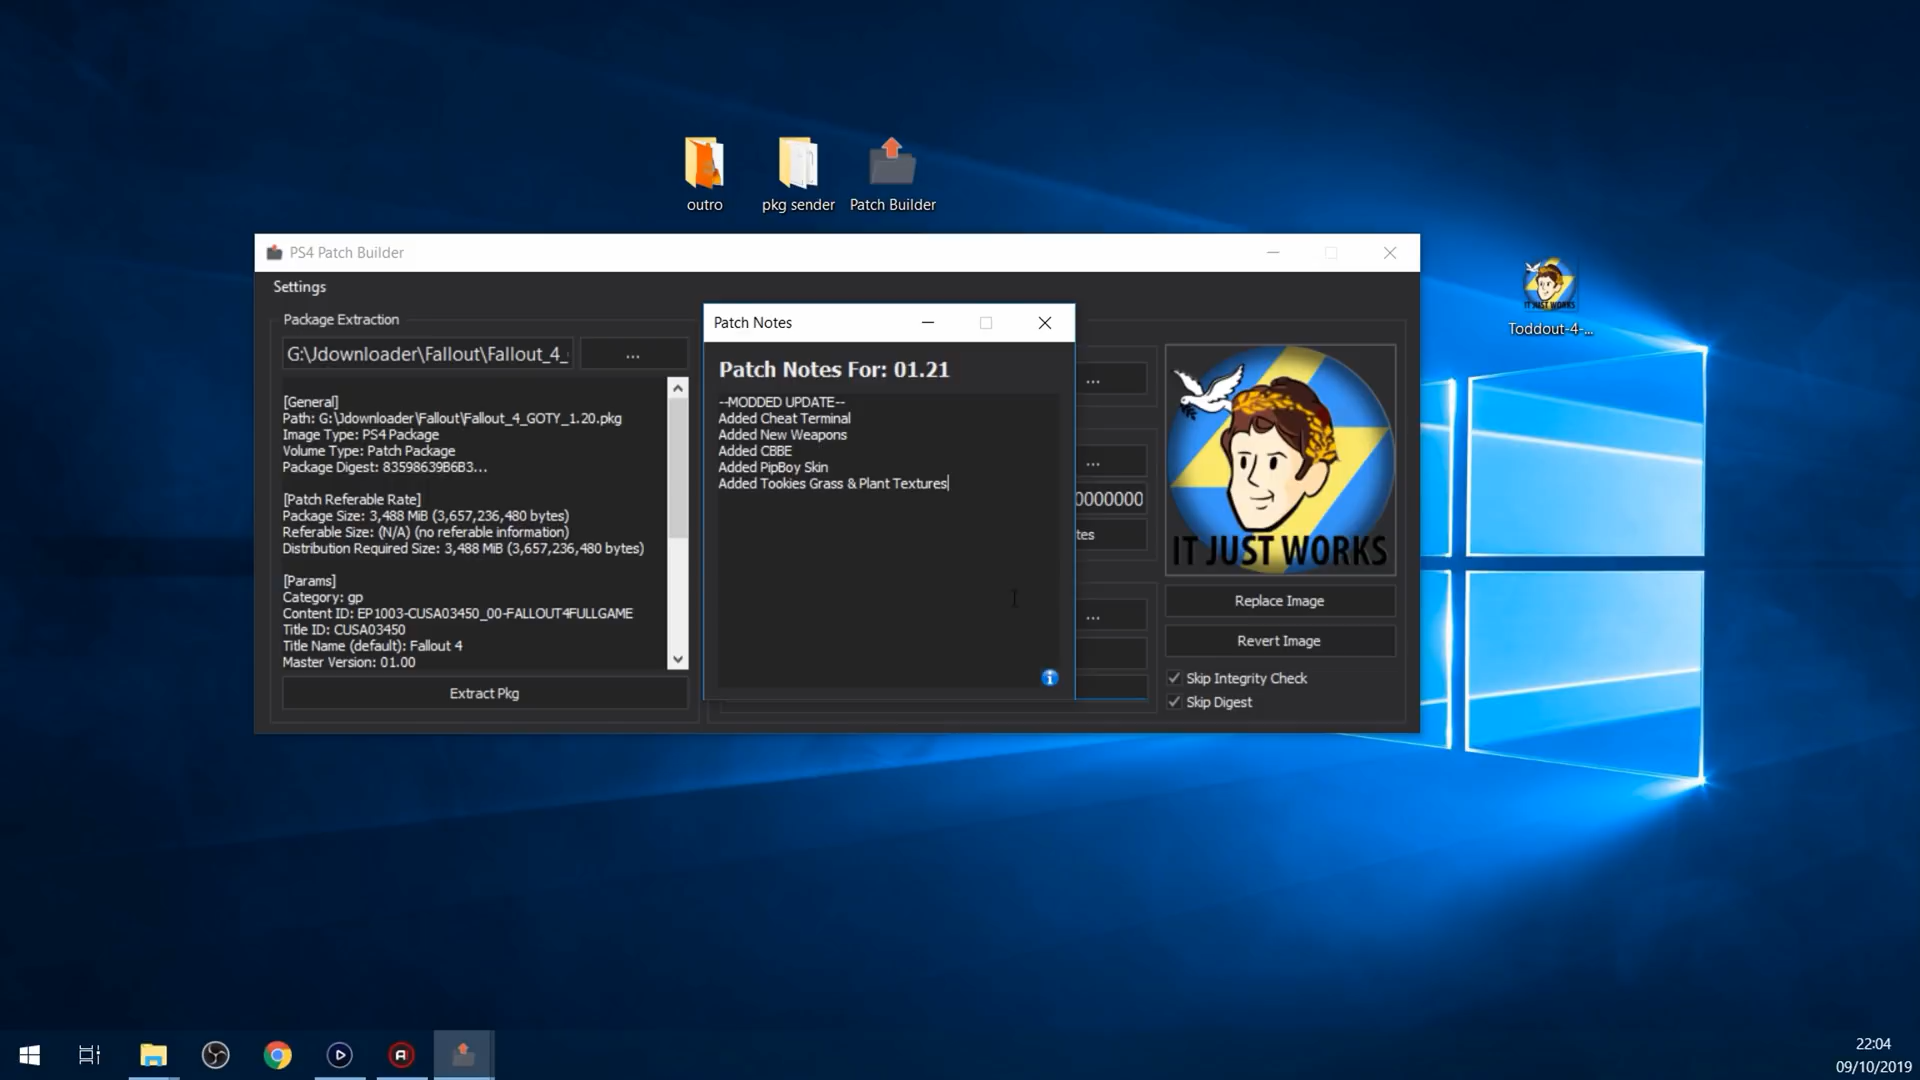 outro
pkg sender
Patch Builder
PS4 Patch Builder
Settings
Package Extraction
G:\Jdownloader\Fallout\Fallout_4_
...
[General]
Path: G:\Jdownloader\Fallout\Fallout_4_GOTY_1.20.pkg
Image Type: PS4 Package
Volume Type: Patch Package
Package Digest: 83598639B6B3...
[Patch Referable Rate]
Package Size: 3,488 MiB (3,657,236,480 bytes)
Referable Size: (N/A) (no referable information)
Distribution Required Size: 3,488 MiB (3,657,236,480 bytes)
[Params]
Category: gp
Content ID: EP1003-CUSA03450_00-FALLOUT4FULLGAME
Title ID: CUSA03450
Title Name (default): Fallout 4
Master Version: 01.00
Extract Pkg
Patch Notes
Patch Notes For: 01.21
--MODDED UPDATE--
Added Cheat Terminal
Added New Weapons
Added CBBE
Added PipBoy Skin
Added Tookies Grass & Plant Textures
...
...
0000000
tes
...
IT JUST WORKS
Replace Image
Revert Image
Skip Integrity Check
Skip Digest
IT JUST WORKS
Toddout-4-...
22:04
09/10/2019